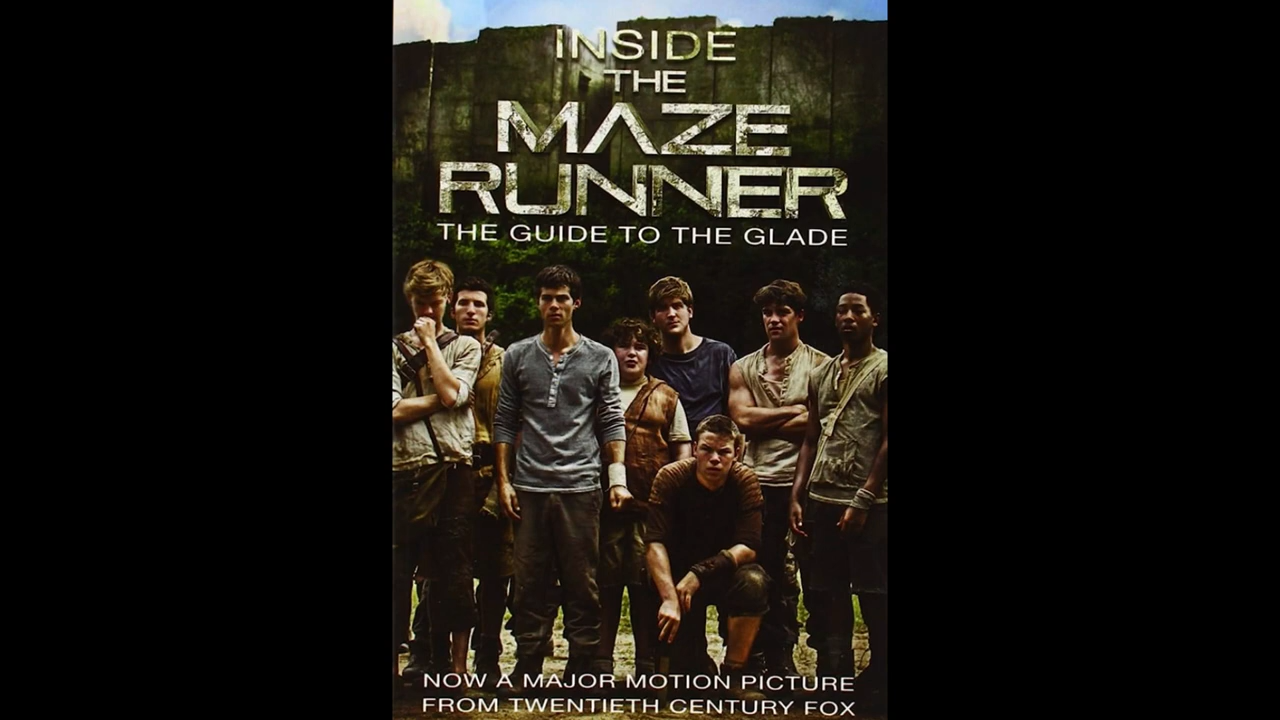 INSIDE
THE
MAZE
RUNNER
THE GUIDE TO THE GLADE
NOW A MAJOR MOTION PICTURE
FROM TWENTIETH CENTURY FOX